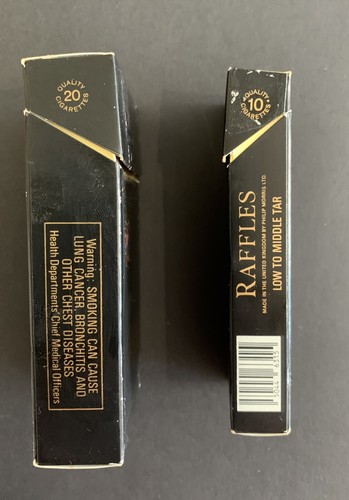 QUALITY
20
CIGARETTES
Warning: SMOKING CAN CAUSE
LUNG CANCER, BRONCHITIS AND
OTHER CHEST DISEASES
Health Departments' Chief Medical Officers
QUALITY
10
CIGARETTES
RAFFLES
MADE IN THE UNITED KINGDOM BY PHILIP MORRIS LTD.
LOW TO MIDDLE TAR